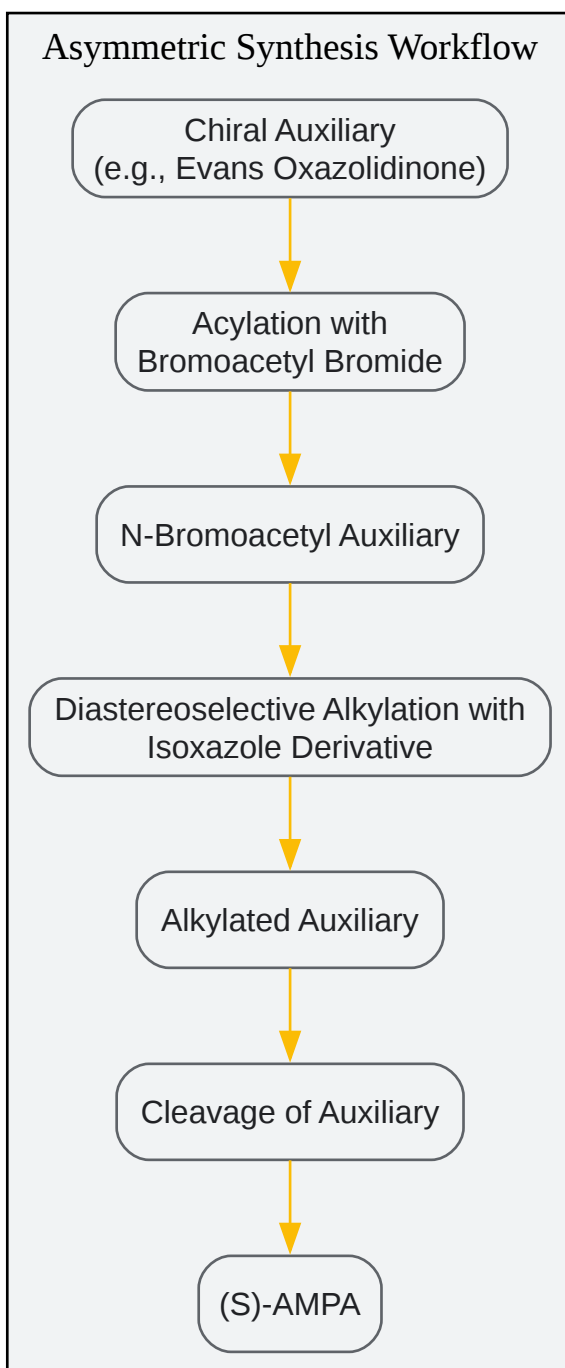 Asymmetric Synthesis Workflow
Chiral Auxiliary
(e.g., Evans Oxazolidinone)
Acylation with
Bromoacetyl Bromide
N-Bromoacetyl Auxiliary
Diastereoselective Alkylation with
Isoxazole Derivative
Alkylated Auxiliary
Cleavage of Auxiliary
(S)-AMPA